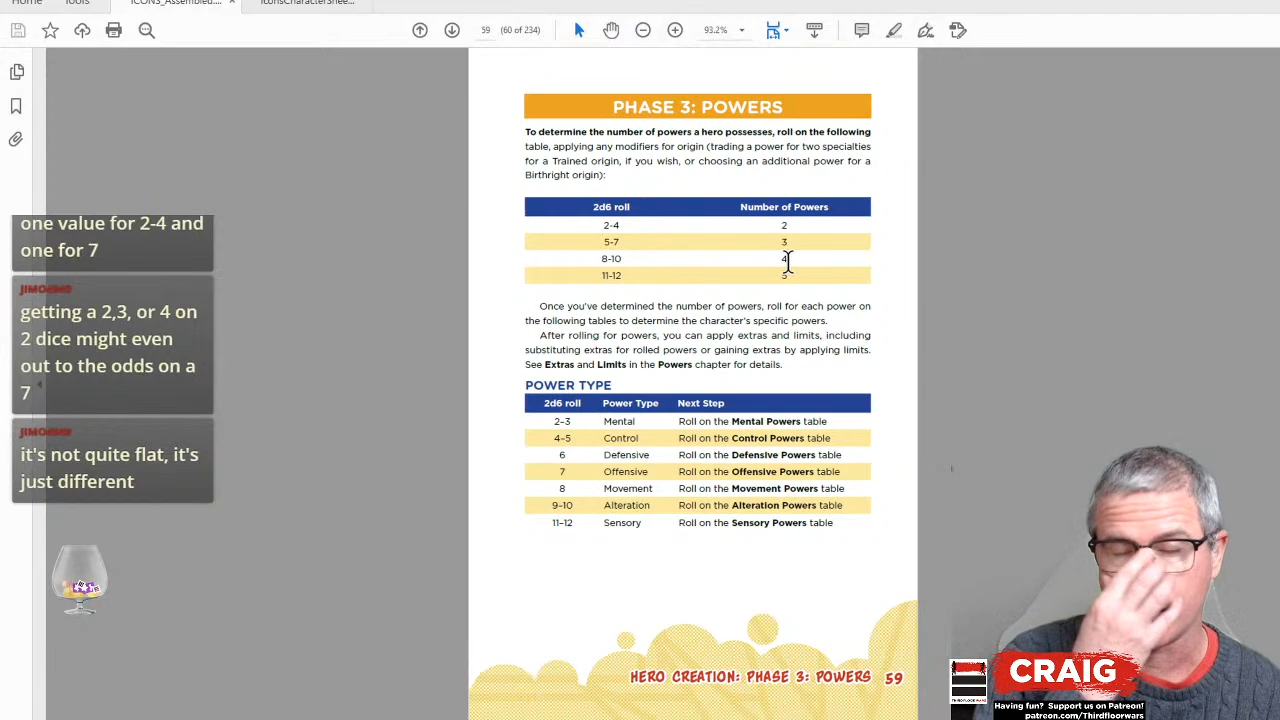 Home
Tools
ICONS_Assembled....
IconsCharacterShee...
59
(60 of 234)
93.2%
PHASE 3: POWERS
To determine the number of powers a hero possesses, roll on the following
table, applying any modifiers for origin (trading a power for two specialties
for a Trained origin, if you wish, or choosing an additional power for a
Birthright origin):
2d6 roll Number of Powers
2-4 2
5-7 3
8-10 4
11-12 5
Once you've determined the number of powers, roll for each power on
the following tables to determine the character's specific powers.
After rolling for powers, you can apply extras and limits, including
substituting extras for rolled powers or gaining extras by applying limits.
See Extras and Limits in the Powers chapter for details.
POWER TYPE
2d6 roll Power Type Next Step
2–3 Mental Roll on the Mental Powers table
4–5 Control Roll on the Control Powers table
6 Defensive Roll on the Defensive Powers table
7 Offensive Roll on the Offensive Powers table
8 Movement Roll on the Movement Powers table
9–10 Alteration Roll on the Alteration Powers table
11–12 Sensory Roll on the Sensory Powers table
HERO CREATION: PHASE 3: POWERS 59
one value for 2-4 and
one for 7
getting a 2,3, or 4 on
2 dice might even
out to the odds on a
7
it's not quite flat, it's
just different
CRAIG
THIRDFLOOR WARS
Having fun? Support us on Patreon!
patreon.com/Thirdfloorwars